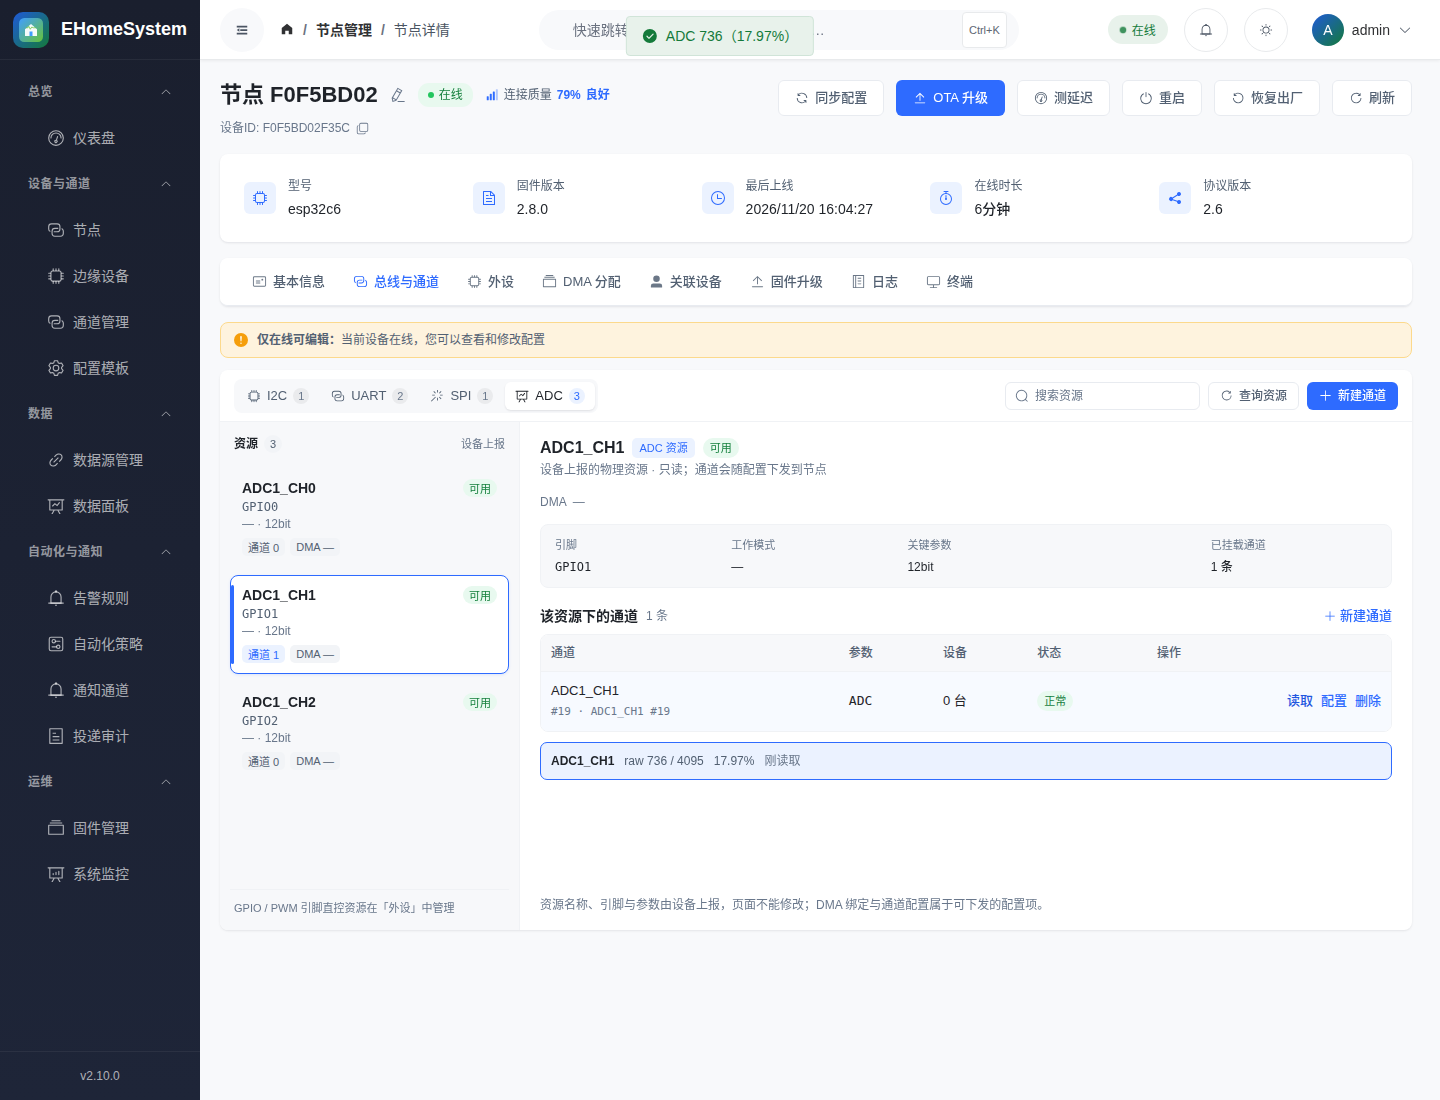 EHomeSystem
总览
仪表盘
设备与通道
节点
边缘设备
通道管理
配置模板
数据
数据源管理
数据面板
自动化与通知
告警规则
自动化策略
通知通道
投递审计
运维
固件管理
系统监控
v2.10.0
/ 节点管理 / 节点详情
快速跳转
ADC 736（17.97%）
Ctrl+K
在线
A admin
节点 F0F5BD02 在线 连接质量 79% 良好
设备ID: F0F5BD02F35C
同步配置 OTA 升级 测延迟 重启 恢复出厂 刷新
型号 固件版本 最后上线 在线时长 协议版本
esp32c6 2.8.0 2026/11/20 16:04:27 6分钟 2.6
基本信息 总线与通道 外设 DMA 分配 关联设备 固件升级 日志 终端
仅在线可编辑：当前设备在线，您可以查看和修改配置
I2C 1 UART 2 SPI 1 ADC 3
搜索资源 查询资源 新建通道
资源 3 设备上报
ADC1_CH0 可用
GPIO0
— · 12bit
通道 0 DMA —
ADC1_CH1 可用
GPIO1
— · 12bit
通道 1 DMA —
ADC1_CH2 可用
GPIO2
— · 12bit
通道 0 DMA —
GPIO / PWM 引脚直控资源在「外设」中管理
ADC1_CH1 ADC 资源 可用
设备上报的物理资源 · 只读；通道会随配置下发到节点
DMA —
引脚 工作模式 关键参数 已挂载通道
GPIO1 — 12bit 1 条
该资源下的通道 1 条 新建通道
通道 参数 设备 状态 操作
ADC1_CH1
#19 · ADC1_CH1 #19
ADC 0 台 正常 读取 配置 删除
ADC1_CH1 raw 736 / 4095 17.97% 刚读取
资源名称、引脚与参数由设备上报，页面不能修改；DMA 绑定与通道配置属于可下发的配置项。